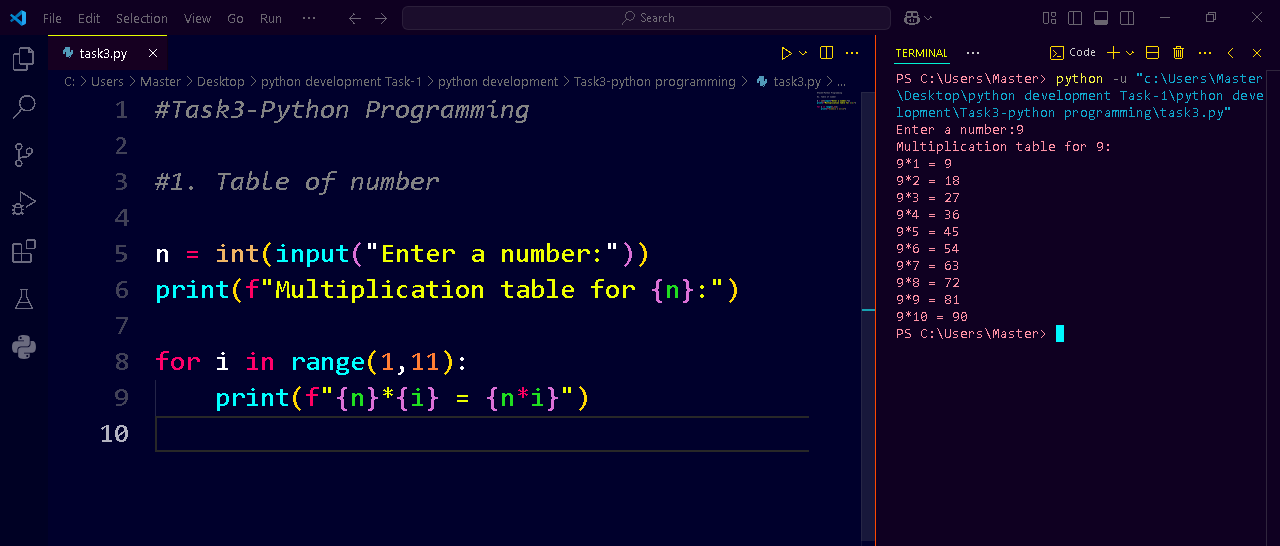 File Edit Selection View Go Run ··· Search
task3.py
TERMINAL ··· Code
C: > Users > Master > Desktop > python development Task-1 > python development > Task3-python programming > task3.py > ...
1 #Task3-Python Programming
2
3 #1. Table of number
4
5 n = int(input("Enter a number:"))
6 print(f"Multiplication table for {n}:")
7
8 for i in range(1,11):
9     print(f"{n}*{i} = {n*i}")
10
PS C:\Users\Master> python -u "c:\Users\Master
\Desktop\python development Task-1\python deve
lopment\Task3-python programming\task3.py"
Enter a number:9
Multiplication table for 9:
9*1 = 9
9*2 = 18
9*3 = 27
9*4 = 36
9*5 = 45
9*6 = 54
9*7 = 63
9*8 = 72
9*9 = 81
9*10 = 90
PS C:\Users\Master>